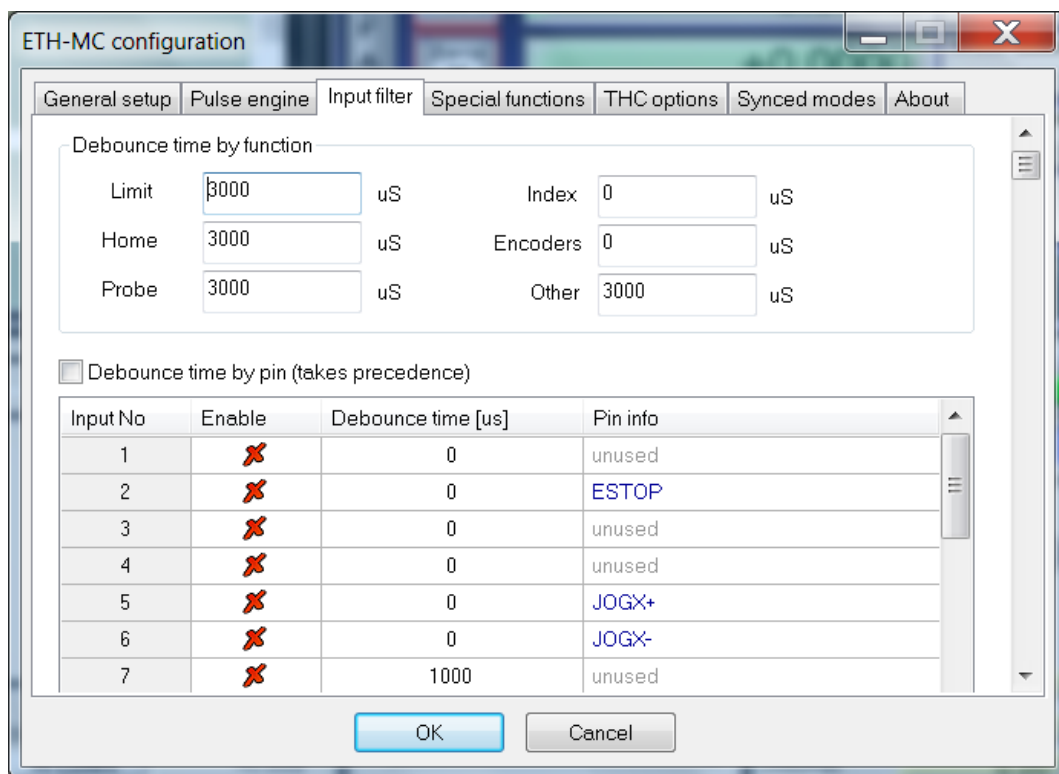 ETH-MC configuration
General setup Pulse engine Input filter Special functions THC options Synced modes About
Debounce time by function
Limit 3000 uS Index 0 uS
Home 3000 uS Encoders 0 uS
Probe 3000 uS Other 3000 uS
Debounce time by pin (takes precedence)
Input No Enable Debounce time [us] Pin info
1 0 unused
2 0 ESTOP
3 0 unused
4 0 unused
5 0 JOGX+
6 0 JOGX-
7 1000 unused
OK Cancel